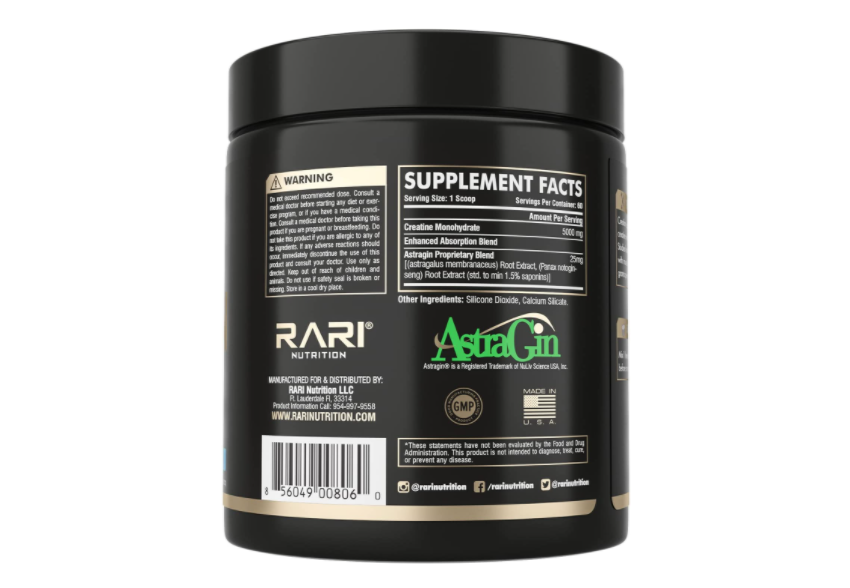 WARNING
Do not exceed recommended dose. Consult a
medical doctor before starting any diet or exer-
cise program, or if you have a medical condi-
tion. Consult a medical doctor before taking this
product if you are pregnant or breastfeeding. Do
not take this product if you are allergic to any of
its ingredients. If any adverse reactions should
occur, immediately discontinue the use of this
product and consult your doctor. Use only as
directed. Keep out of reach of children and
animals. Do not use if safety seal is broken or
missing. Store is a cool dry place.
RARI®
NUTRITION
MANUFACTURED FOR & DISTRIBUTED BY:
RARI Nutrition LLC
Ft. Lauderdale Fl, 33314
Product Information Call: 954-997-9558
WWW.RARINUTRITION.COM
8 56049 00806 0
SUPPLEMENT FACTS
Serving Size: 1 Scoop Servings Per Container: 60
Amount Per Serving
Creatine Monohydrate 5000 mg
Enhanced Absorption Blend
Astragin Proprietary Blend 25mg
[(astragalus membranaceus) Root Extract, (Panax notogin-
seng) Root Extract (std. to min 1.5% saponins)]
Other Ingredients: Silicone Dioxide, Calcium Silicate.
AstraGin
Astragin® is a Registered Trademark of NuLiv Science USA, Inc.
GMP
MADE IN
U. S. A.
*These statements have not been evaluated by the Food and Drug
Administration. This product is not intended to diagnose, treat, cure,
or prevent any disease.
@rarinutrition /rarinutrition @rarinutrition